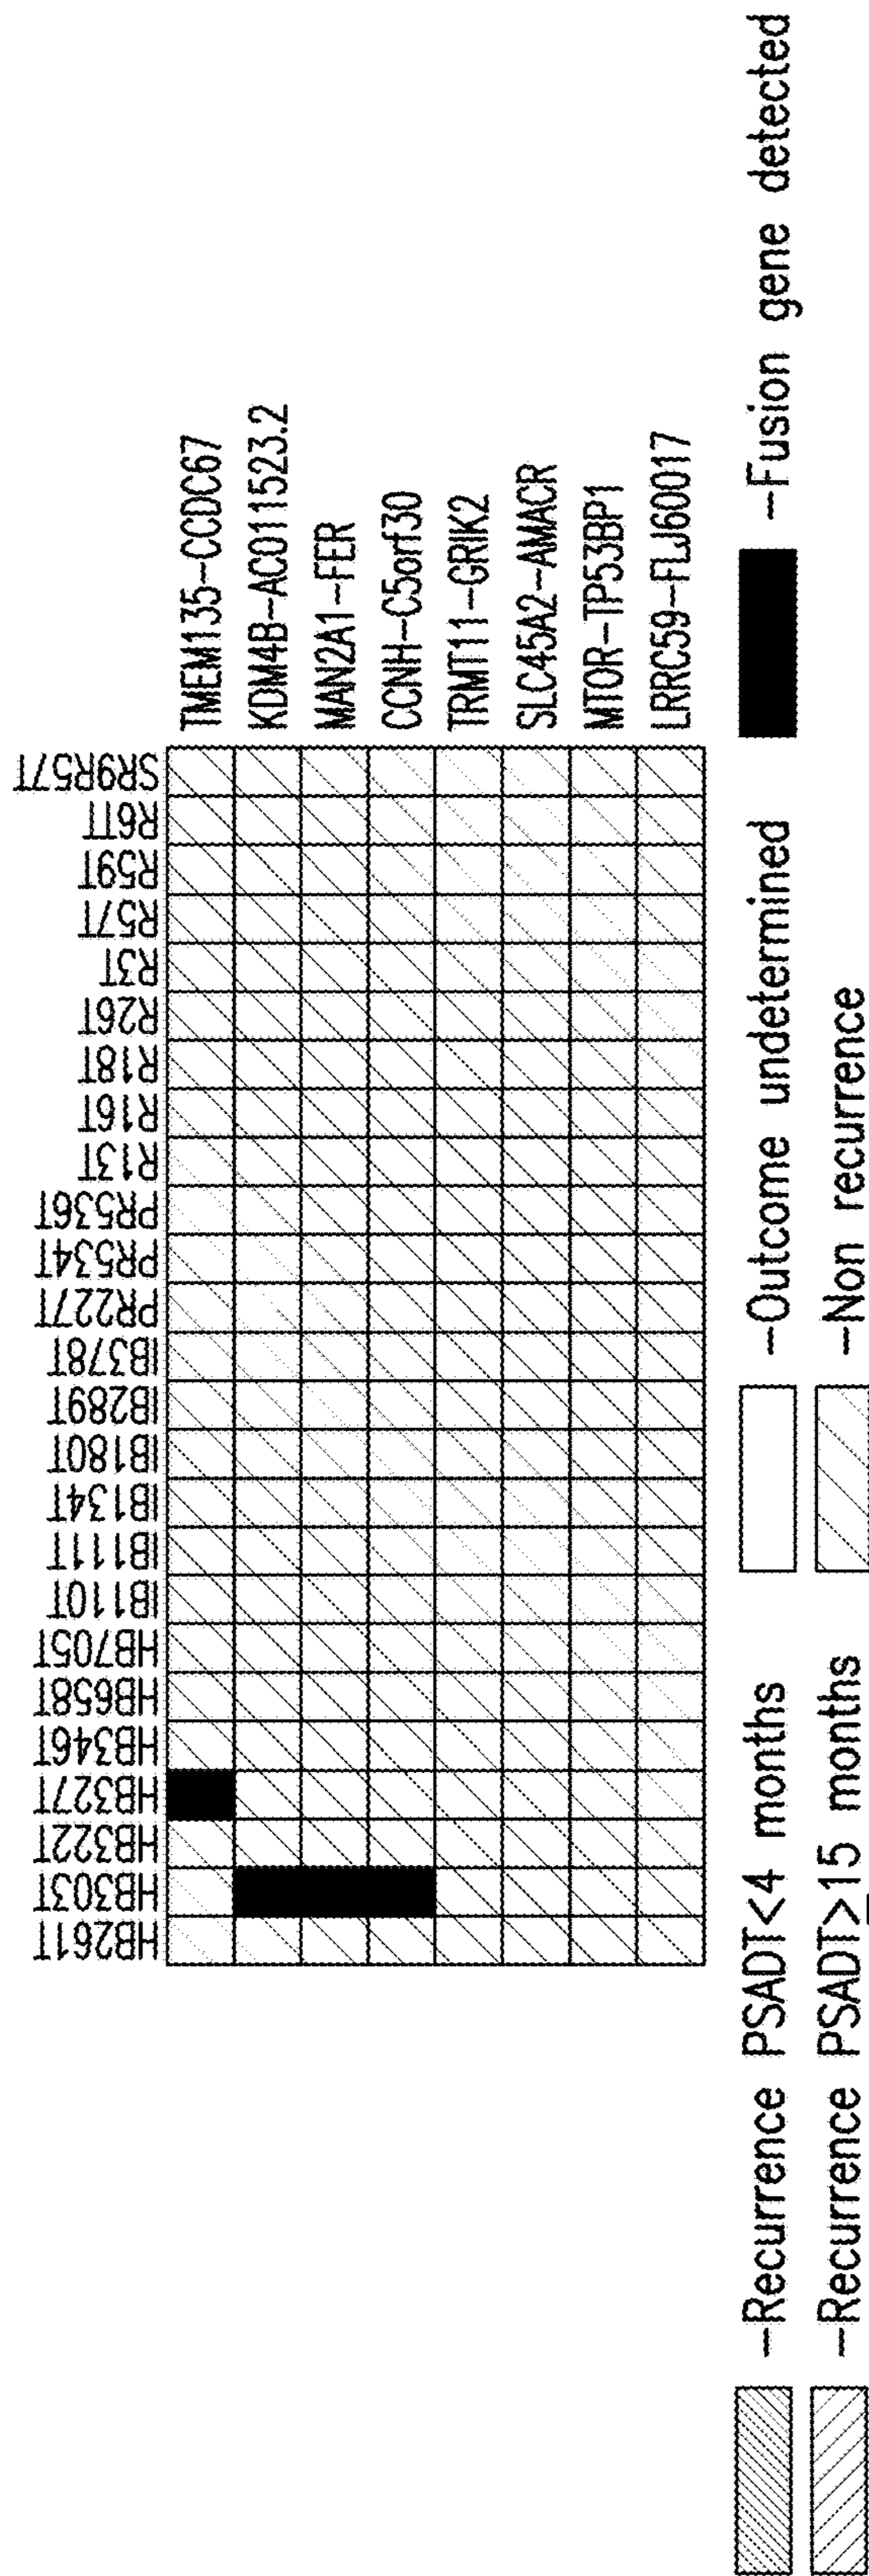 HB261T
HB303T
HB322T
HB327T
HB346T
HB658T
HB705T
IB110T
IB111T
IB134T
IB180T
IB289T
IB378T
PR227T
PR534T
PR536T
R13T
R16T
R18T
R26T
R3T
R57T
R59T
R6TT
SR9R57T
TMEM135-CCDC67
KDM4B-AC011523.2
MAN2A1-FER
CCNH-C5orf30
TRMT11-GRIK2
SLC45A2-AMACR
MTOR-TP53BP1
LRRC59-FLJ60017
-Recurrence PSADT<4 months
-Outcome undetermined
-Fusion gene detected
-Recurrence PSADT≥15 months
-Non recurrence